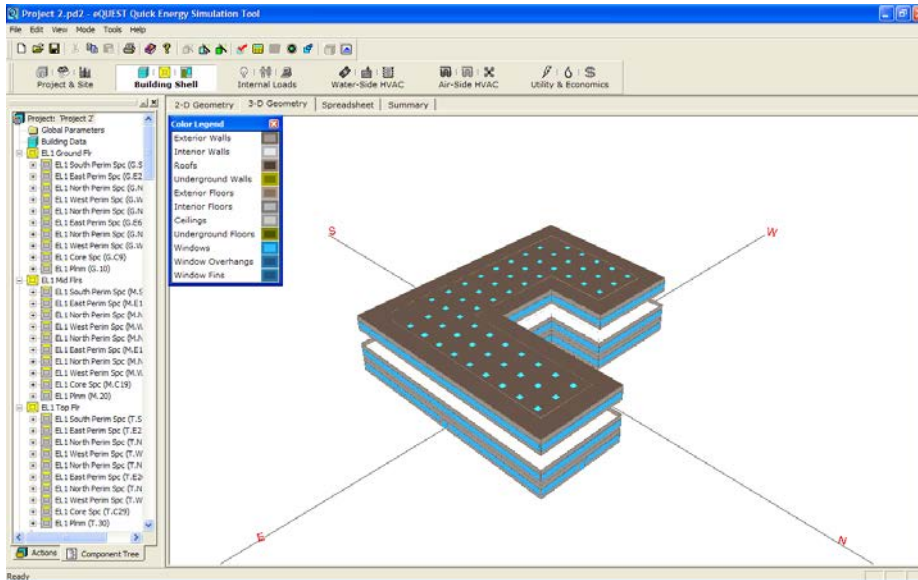 Project 2.pd2 - eQUEST Quick Energy Simulation Tool
File Edit View Mode Tools Help
Project & Site Building Shell Internal Loads Water-Side HVAC Air-Side HVAC Utility & Economics
2-D Geometry 3-D Geometry Spreadsheet Summary
Project: 'Project 2'
Global Parameters
Building Data
EL1 Ground Flr
EL1 South Perim Spc (G.S
EL1 East Perim Spc (G.E2
EL1 North Perim Spc (G.N
EL1 West Perim Spc (G.W
EL1 North Perim Spc (G.N
EL1 East Perim Spc (G.E6
EL1 North Perim Spc (G.N
EL1 West Perim Spc (G.W
EL1 Core Spc (G.C9)
EL1 Plnm (G.10)
EL1 Mid Flrs
EL1 South Perim Spc (M.S
EL1 East Perim Spc (M.E1
EL1 North Perim Spc (M.N
EL1 West Perim Spc (M.W
EL1 North Perim Spc (M.N
EL1 East Perim Spc (M.E1
EL1 North Perim Spc (M.N
EL1 West Perim Spc (M.W
EL1 Core Spc (M.C19)
EL1 Plnm (M.20)
EL1 Top Flr
EL1 South Perim Spc (T.S
EL1 East Perim Spc (T.E2
EL1 North Perim Spc (T.N
EL1 West Perim Spc (T.W
EL1 North Perim Spc (T.N
EL1 East Perim Spc (T.E2
EL1 North Perim Spc (T.N
EL1 West Perim Spc (T.W
EL1 Core Spc (T.C29)
EL1 Plnm (T.30)
Actions Component Tree
Ready
Color Legend
Exterior Walls
Interior Walls
Roofs
Underground Walls
Exterior Floors
Interior Floors
Ceilings
Underground Floors
Windows
Window Overhangs
Window Fins
S
W
E
N